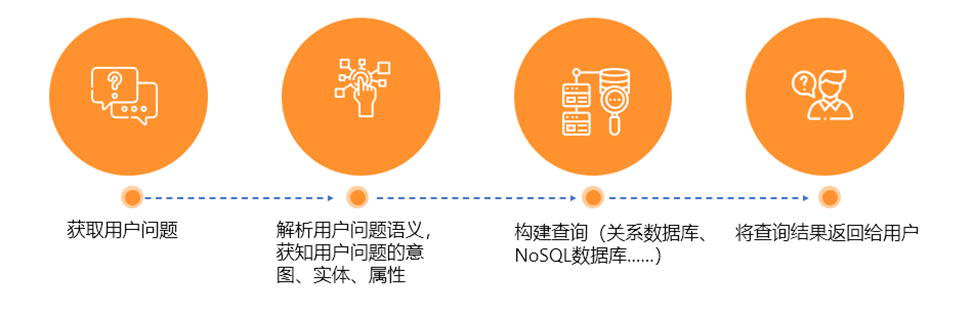 获取用户问题
解析用户问题语义，
获知用户问题的意
图、实体、属性
构建查询（关系数据库、
NoSQL数据库……）
将查询结果返回给用户